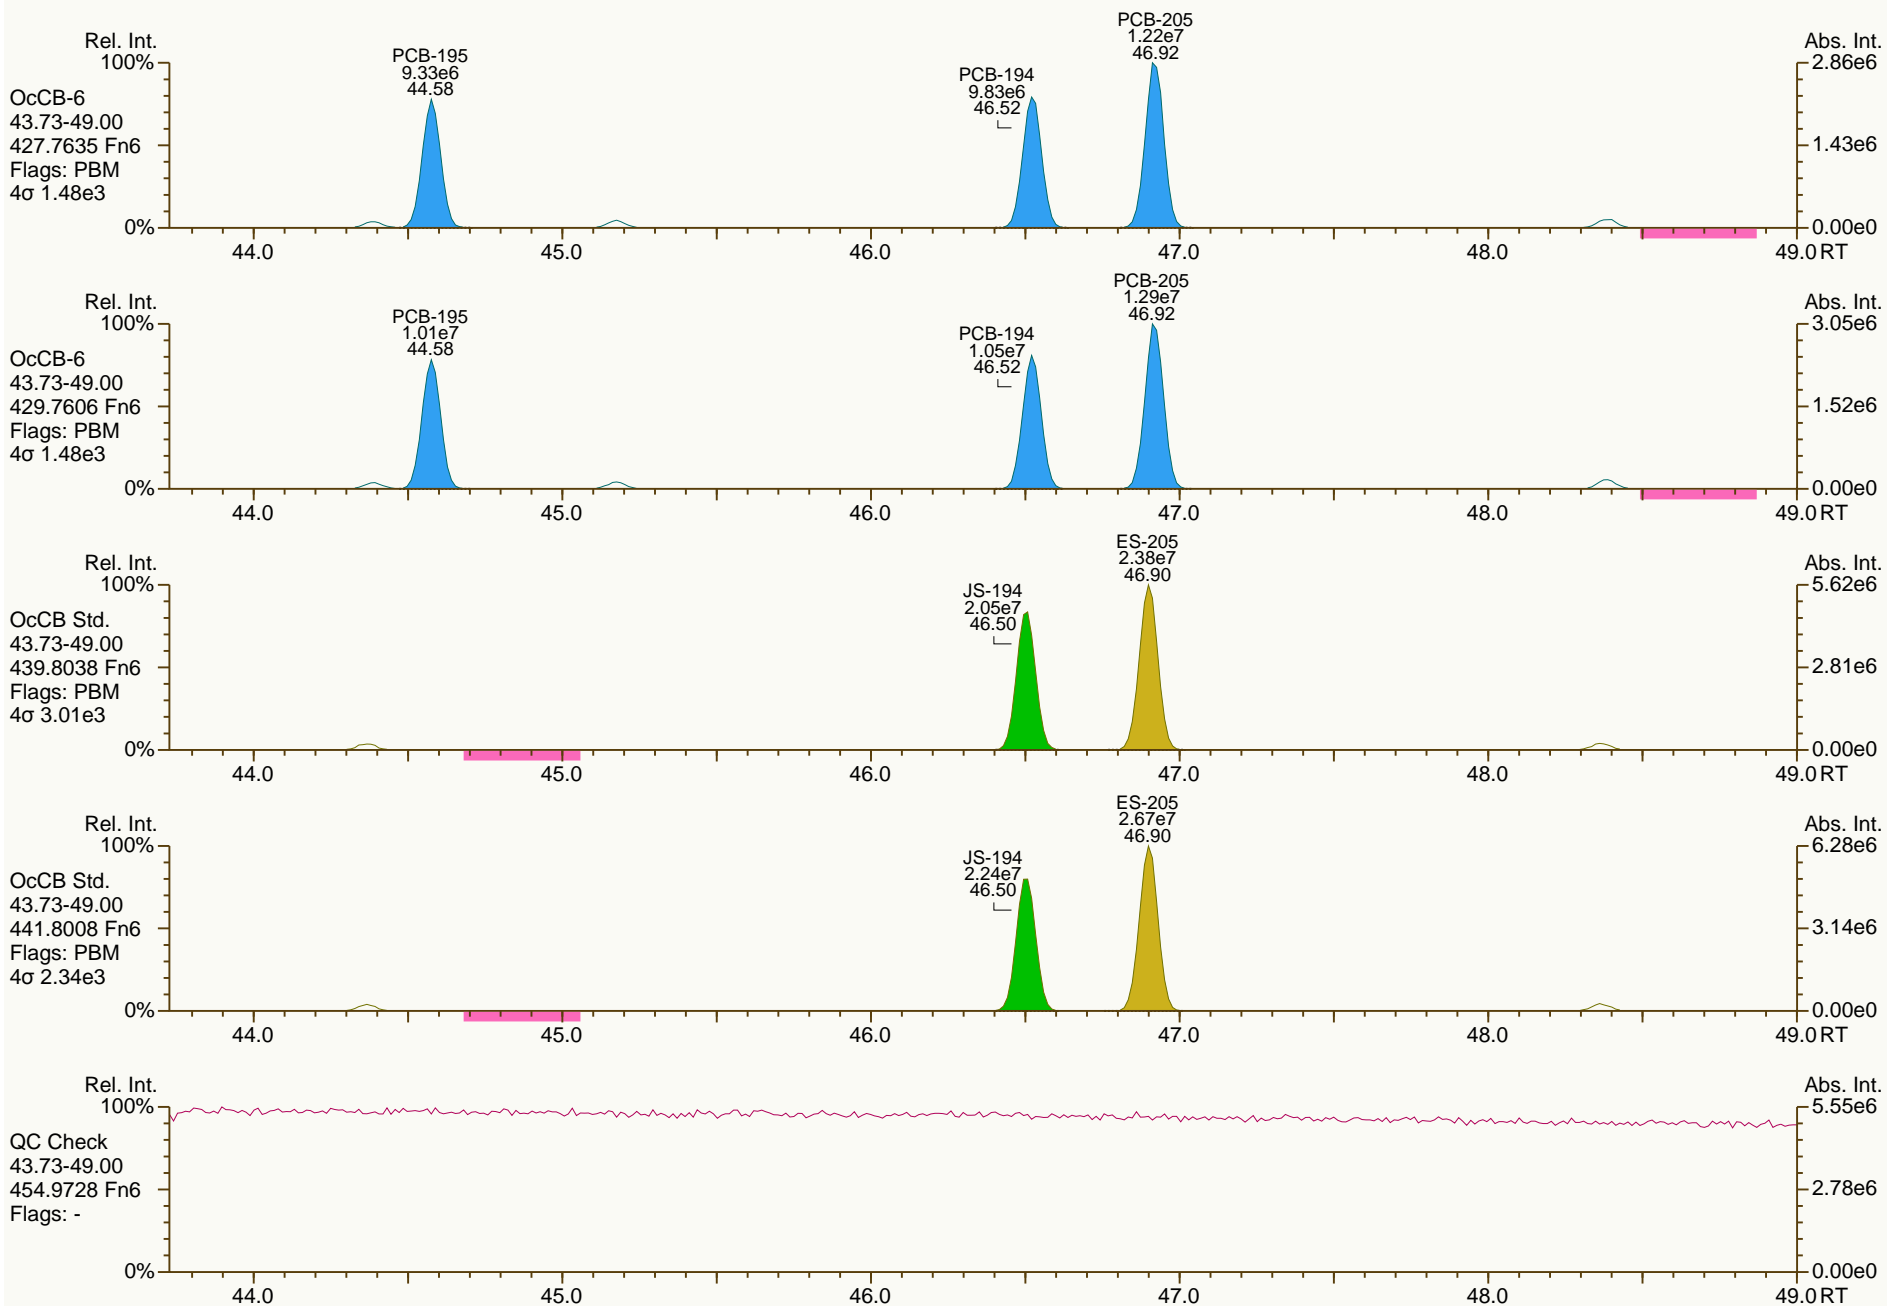 PCB-205
1.22e7
46.92
Rel. Int.
Abs. Int.
PCB-195
9.33e6
44.58
PCB-194
9.83e6
46.52
100%
2.86e6
OcCB-6
43.73-49.00
427.7635 Fn6
Flags: PBM
4σ 1.48e3
1.43e6
0%
0.00e0
44.0 45.0 46.0 47.0 48.0 49.0 RT
PCB-205
1.29e7
46.92
Rel. Int.
Abs. Int.
PCB-195
1.01e7
44.58
PCB-194
1.05e7
46.52
100%
3.05e6
OcCB-6
43.73-49.00
429.7606 Fn6
Flags: PBM
4σ 1.48e3
1.52e6
0%
0.00e0
44.0 45.0 46.0 47.0 48.0 49.0 RT
ES-205
2.38e7
46.90
Rel. Int.
Abs. Int.
JS-194
2.05e7
46.50
100%
5.62e6
OcCB Std.
43.73-49.00
439.8038 Fn6
Flags: PBM
4σ 3.01e3
2.81e6
0%
0.00e0
44.0 45.0 46.0 47.0 48.0 49.0 RT
ES-205
2.67e7
46.90
Rel. Int.
Abs. Int.
JS-194
2.24e7
46.50
100%
6.28e6
OcCB Std.
43.73-49.00
441.8008 Fn6
Flags: PBM
4σ 2.34e3
3.14e6
0%
0.00e0
44.0 45.0 46.0 47.0 48.0 49.0 RT
Rel. Int.
Abs. Int.
100%
5.55e6
QC Check
43.73-49.00
454.9728 Fn6
Flags: -
2.78e6
0%
0.00e0
44.0 45.0 46.0 47.0 48.0 49.0 RT